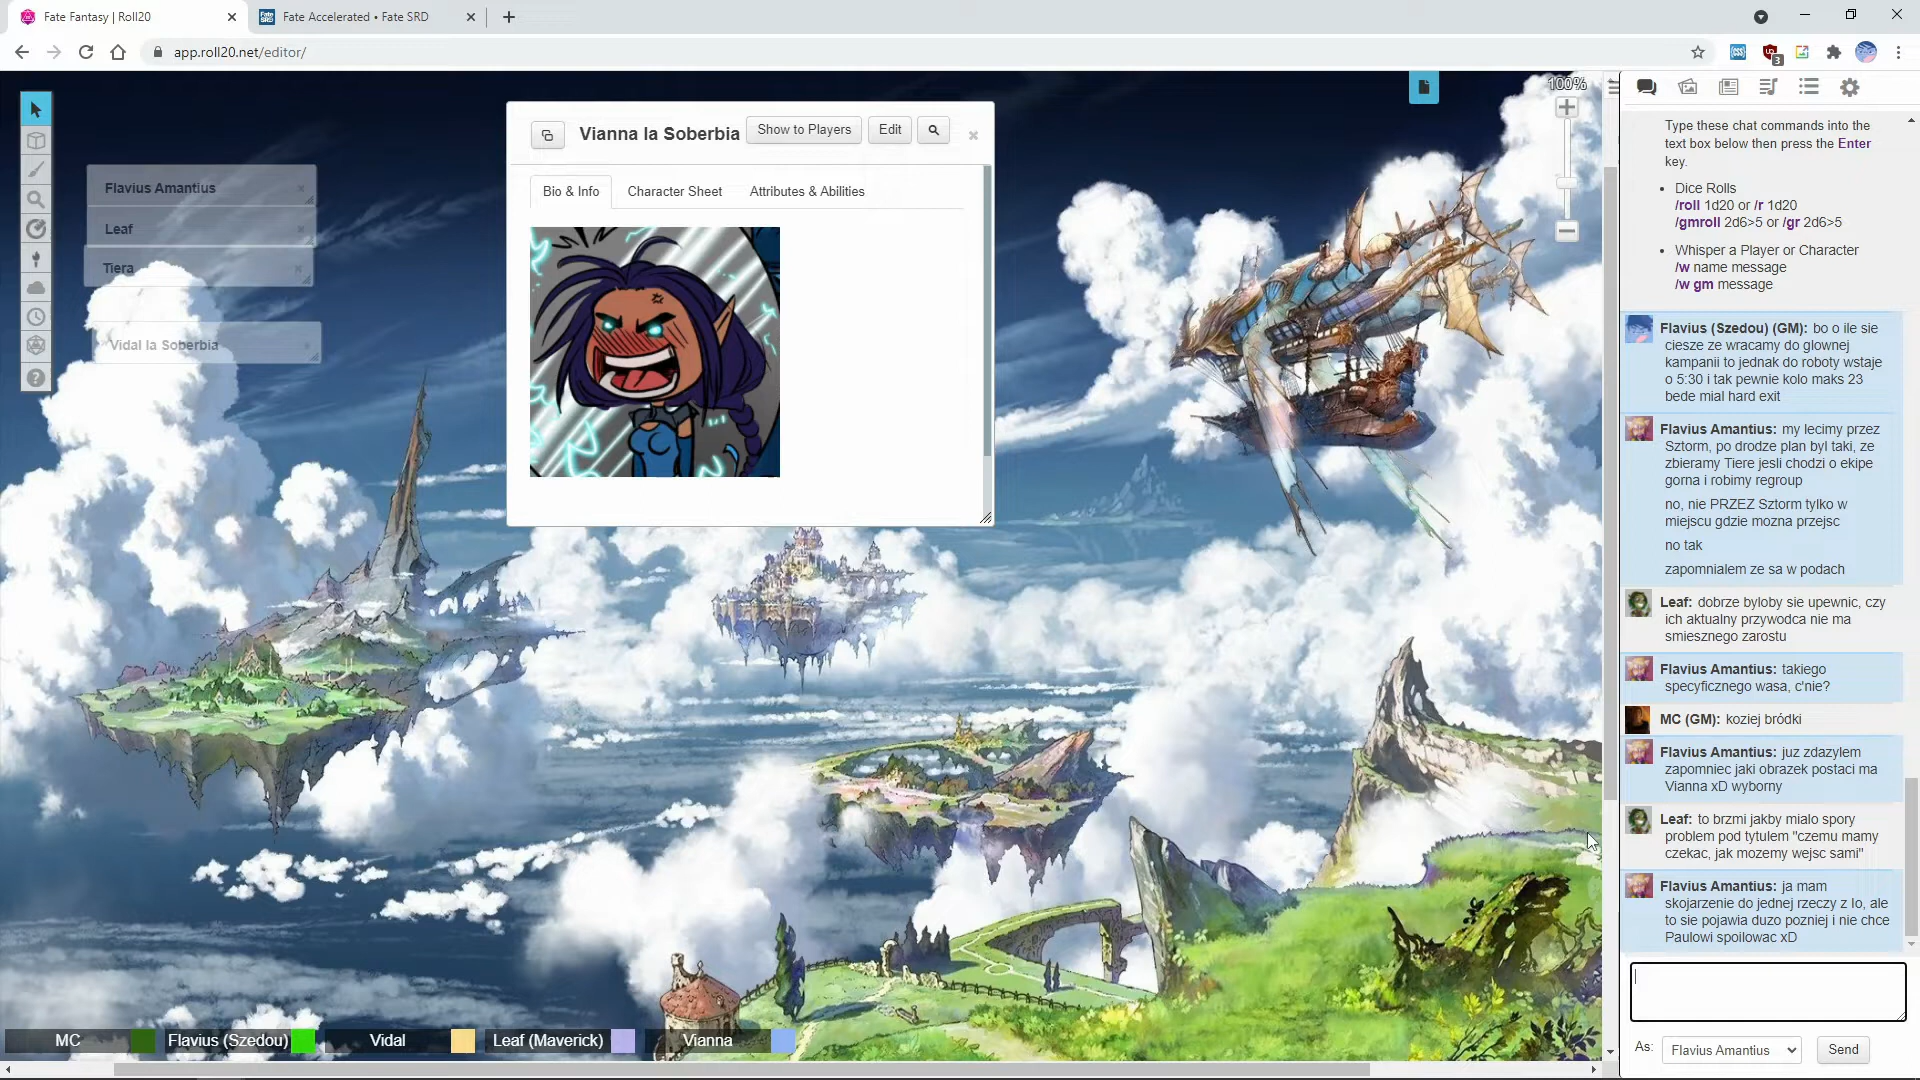 Fate Fantasy | Roll20
Fate Accelerated • Fate SRD
app.roll20.net/editor/
3
100%
Flavius Amantius
Leaf
Tiera
Vidal la Soberbia
Vianna la Soberbia
Show to Players
Edit
Bio & Info
Character Sheet
Attributes & Abilities
Type these chat commands into the
text box below then press the Enter
key.
• Dice Rolls
/roll 1d20 or /r 1d20
/gmroll 2d6>5 or /gr 2d6>5
• Whisper a Player or Character
/w name message
/w gm message
Flavius (Szedou) (GM): bo o ile sie
ciesze ze wracamy do glownej
kampanii to jednak do roboty wstaje
o 5:30 i tak pewnie kolo maks 23
bede mial hard exit
Flavius Amantius: my lecimy przez
Sztorm, po drodze plan byl taki, ze
zbieramy Tiere jesli chodzi o ekipe
gorna i robimy regroup
no, nie PRZEZ Sztorm tylko w
miejscu gdzie mozna przejsc
no tak
zapomnialem ze sa w podach
Leaf: dobrze byloby sie upewnic, czy
ich aktualny przywodca nie ma
smiesznego zarostu
Flavius Amantius: takiego
specyficznego wasa, c'nie?
MC (GM): koziej bródki
Flavius Amantius: juz zdazylem
zapomniec jaki obrazek postaci ma
Vianna xD wyborny
Leaf: to brzmi jakby mialo spory
problem pod tytulem "czemu mamy
czekac, jak mozemy wejsc sami"
Flavius Amantius: ja mam
skojarzenie do jednej rzeczy z Io, ale
to sie pojawia duzo pozniej i nie chce
Paulowi spoilowac xD
As:
Flavius Amantius
Send
MC
Flavius (Szedou)
Vidal
Leaf (Maverick)
Vianna